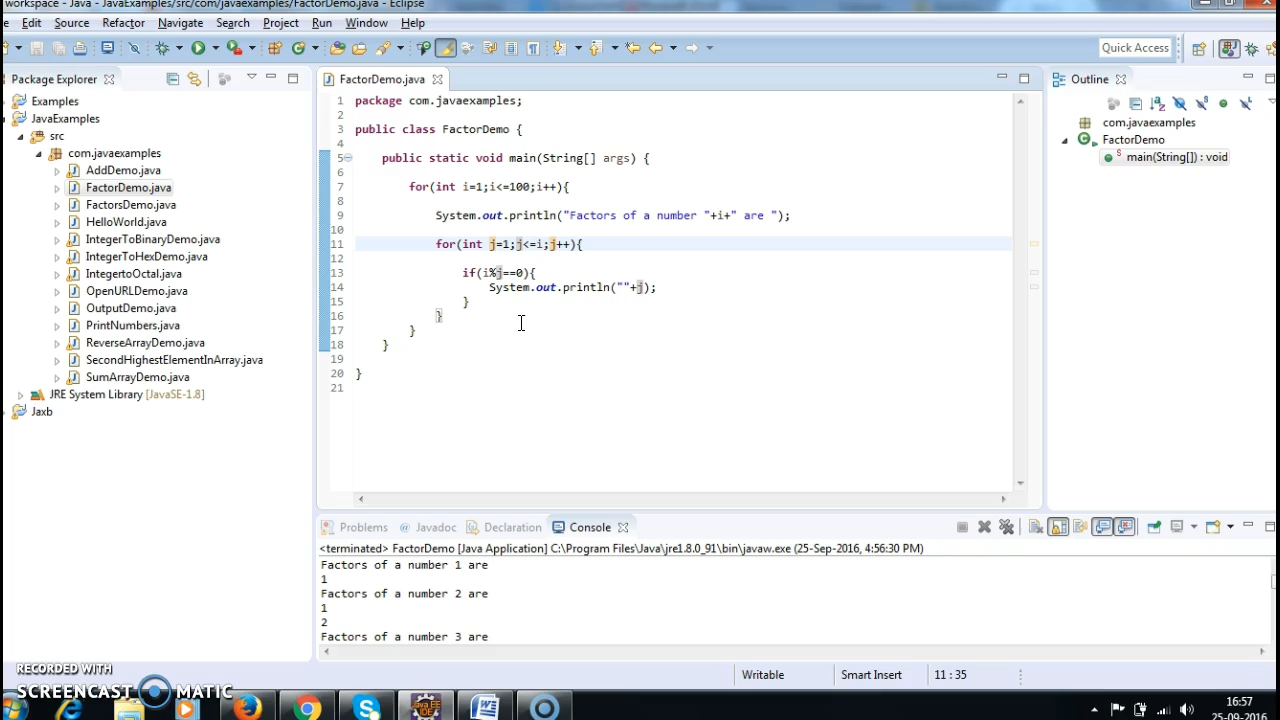 workspace - Java - JavaExamples/src/com/javaexamples/FactorDemo.java - Eclipse
Edit Source Refactor Navigate Search Project Run Window Help
Quick Access
Package Explorer
Examples
JavaExamples
src
com.javaexamples
AddDemo.java
FactorDemo.java
FactorsDemo.java
HelloWorld.java
IntegerToBinaryDemo.java
IntegerToHexDemo.java
IntegertoOctal.java
OpenURLDemo.java
OutputDemo.java
PrintNumbers.java
ReverseArrayDemo.java
SecondHighestElementInArray.java
SumArrayDemo.java
JRE System Library [JavaSE-1.8]
Jaxb
FactorDemo.java
1 package com.javaexamples;
2
3 public class FactorDemo {
4
5 public static void main(String[] args) {
6
7 for(int i=1;i<=100;i++){
8
9 System.out.println("Factors of a number "+i+" are ");
10
11 for(int j=1;j<=i;j++){
12
13 if(i%j==0){
14 System.out.println(""+j);
15 }
16 }
17 }
18 }
19
20 }
21
Outline
com.javaexamples
FactorDemo
main(String[]) : void
Problems Javadoc Declaration Console
<terminated> FactorDemo [Java Application] C:\Program Files\Java\jre1.8.0_91\bin\javaw.exe (25-Sep-2016, 4:56:30 PM)
Factors of a number 1 are
1
Factors of a number 2 are
1
2
Factors of a number 3 are
Writable Smart Insert 11 : 35
RECORDED WITH
SCREENCAST MATIC
Java EE
IDE
16:57
25-09-2016